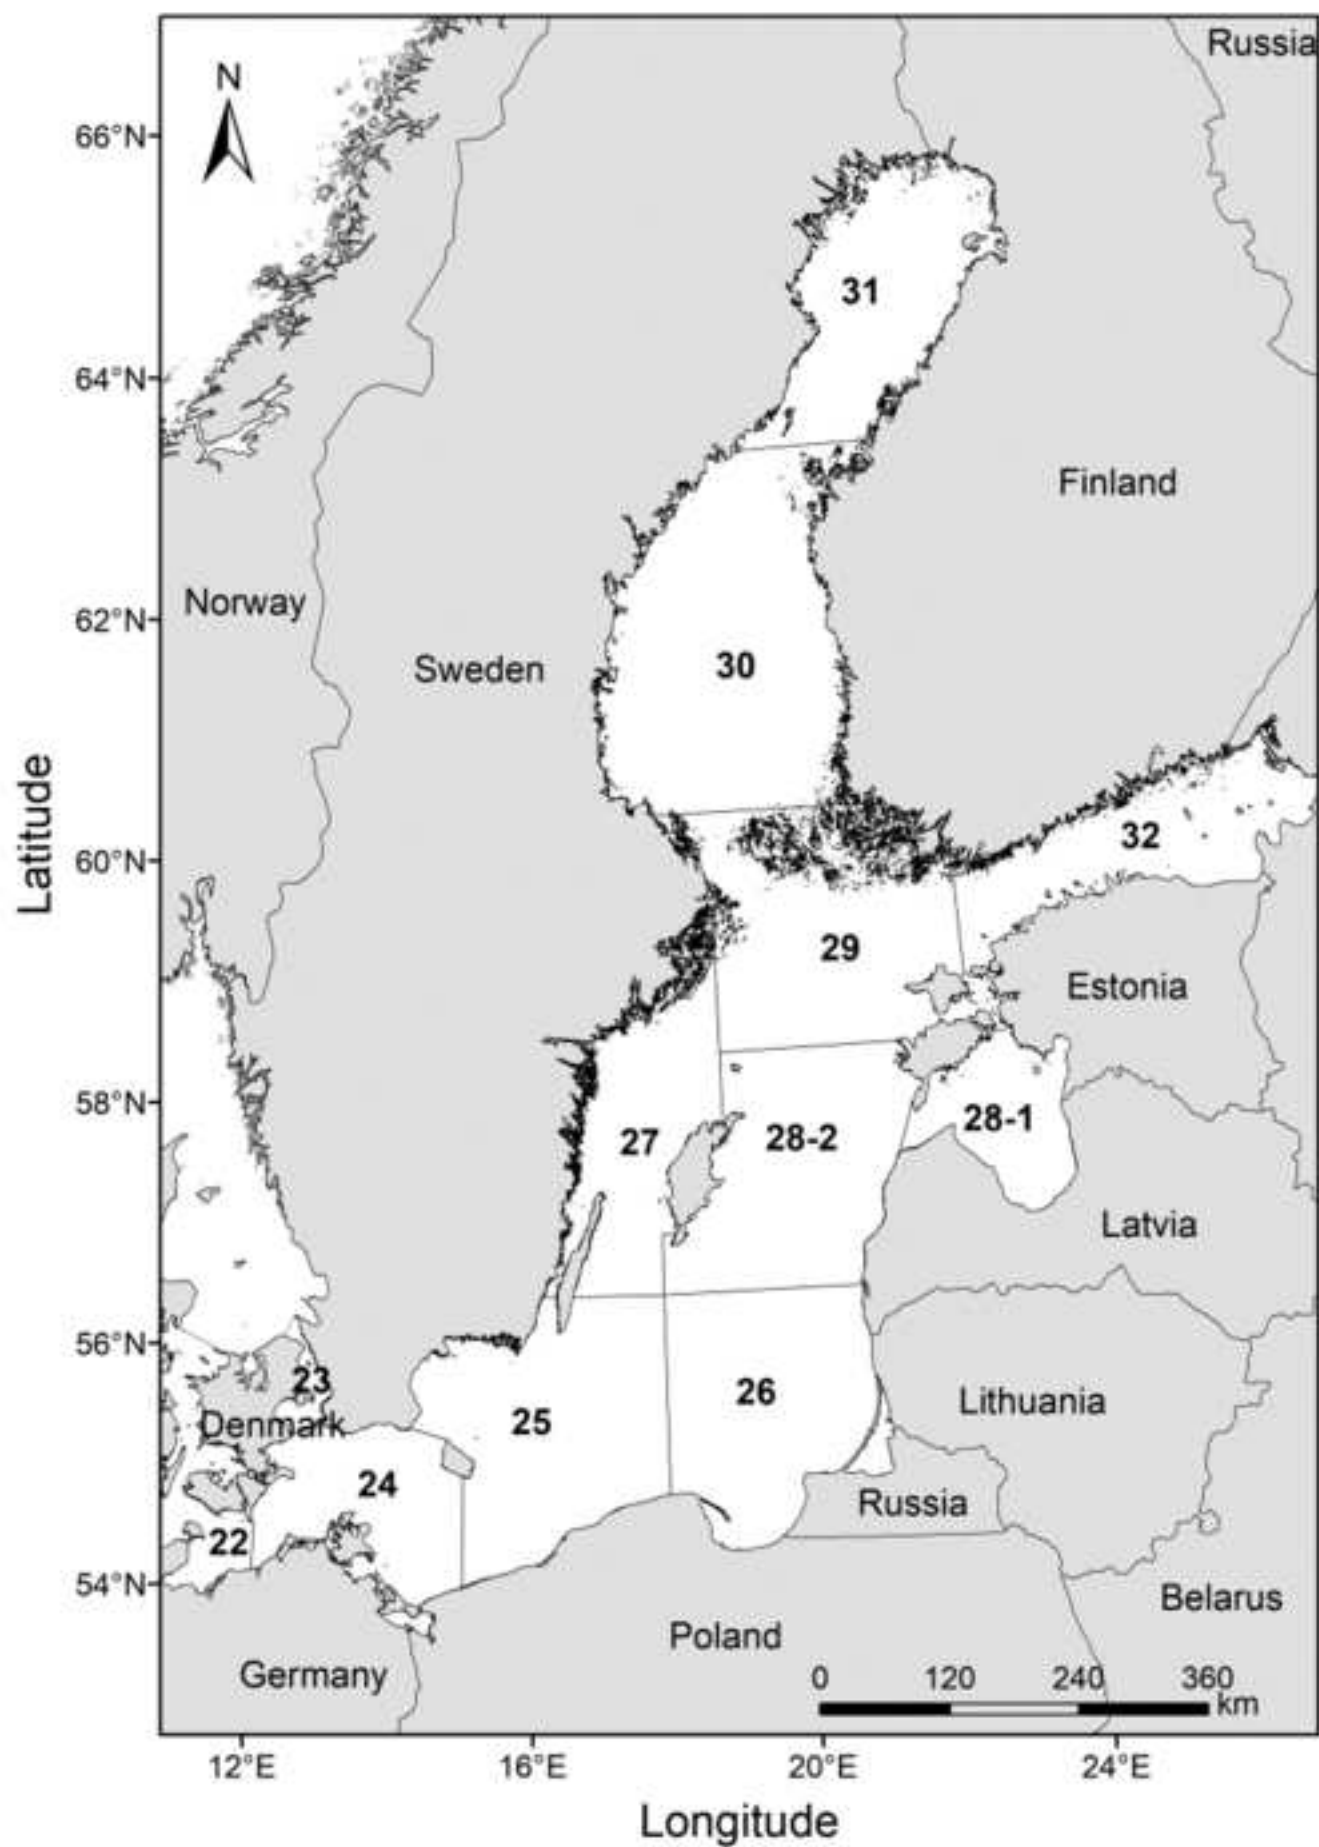 Russia
N
66°N
31
64°N
Finland
Norway
62°N
Sweden
30
Latitude
32
60°N
29
Estonia
58°N
27
28-2
28-1
Latvia
56°N
23
26
Lithuania
Denmark
25
24
Russia
22
54°N
Belarus
Poland
Germany
0 120 240 360
km
12°E 16°E 20°E 24°E
Longitude